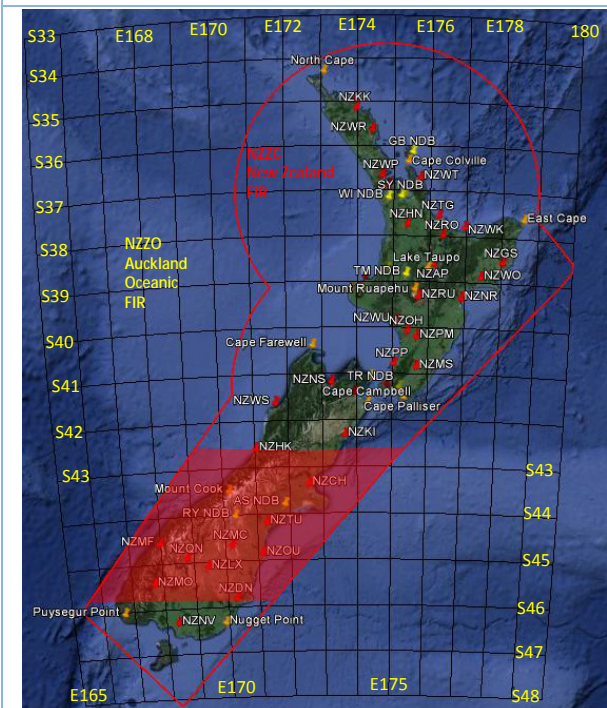 S33 E168 E170 E172 E174 E176 E178 180
North Cape
S34
NZKK
S35
NZWR
GB NDB
S36
NZZC
New Zealand
FIR
NZWP
Cape Colville
NZWT
SY NDB
WI NDB
S37
NZTG
NZHN
NZRO
NZWK
East Cape
NZZO
Auckland
Oceanic
FIR
S38
Lake Taupo
NZGS
TM NDB
NZAP
NZWO
Mount Ruapehu
NZRU
NZNR
S39
NZWU
NZOH
S40
Cape Farewell
NZPM
NZPP
NZMS
S41
NZNS
TR NDB
Cape Campbell
NZWS
Cape Palliser
S42
NZKI
NZHK
S43
S43
Mount Cook
NZCH
AS NDB
RY NDB
S44
NZTU
NZMF
NZMC
NZQN
NZOU
S45
NZLX
NZMO
NZDN
S46
Puysegur Point
NZNV
Nugget Point
S47
E165 E170 E175 S48